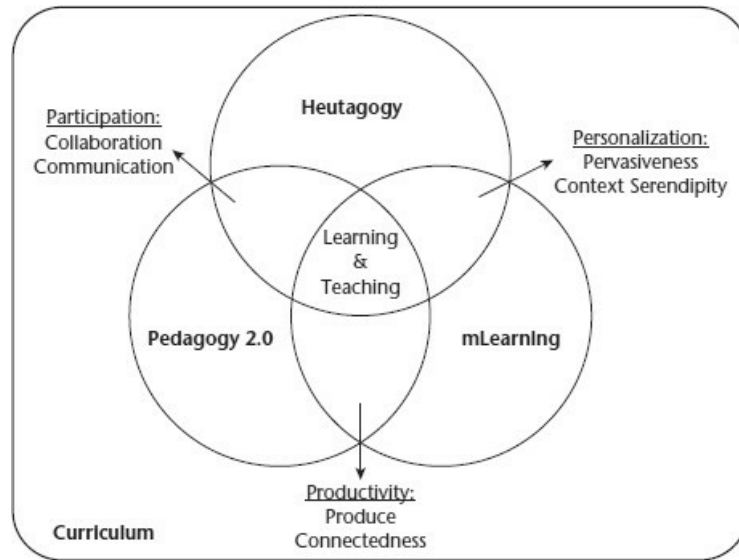 Heutagogy
Participation:
Collaboration
Communication
Personalization:
Pervasiveness
Context Serendipity
Learning
&
Teaching
Pedagogy 2.0
mLearning
Productivity:
Produce
Connectedness
Curriculum